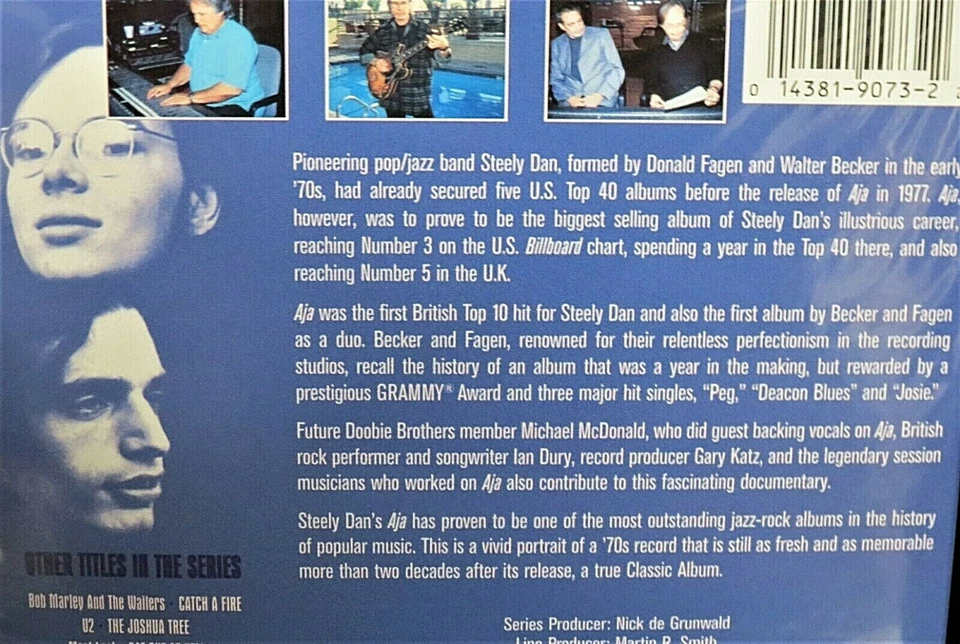 0 14381-9073-2
Pioneering pop/jazz band Steely Dan, formed by Donald Fagen and Walter Becker in the early
'70s, had already secured five U.S. Top 40 albums before the release of Aja in 1977. Aja,
however, was to prove to be the biggest selling album of Steely Dan's illustrious career,
reaching Number 3 on the U.S. Billboard chart, spending a year in the Top 40 there, and also
reaching Number 5 in the U.K.
Aja was the first British Top 10 hit for Steely Dan and also the first album by Becker and Fagen
as a duo. Becker and Fagen, renowned for their relentless perfectionism in the recording
studios, recall the history of an album that was a year in the making, but rewarded by a
prestigious GRAMMY® Award and three major hit singles, "Peg," "Deacon Blues" and "Josie."
Future Doobie Brothers member Michael McDonald, who did guest backing vocals on Aja, British
rock performer and songwriter Ian Dury, record producer Gary Katz, and the legendary session
musicians who worked on Aja also contribute to this fascinating documentary.
Steely Dan's Aja has proven to be one of the most outstanding jazz-rock albums in the history
of popular music. This is a vivid portrait of a '70s record that is still as fresh and as memorable
more than two decades after its release, a true Classic Album.
OTHER TITLES IN THE SERIES
Bob Marley And The Wailers · CATCH A FIRE
U2 · THE JOSHUA TREE
Series Producer: Nick de Grunwald
Line Producer: Martin R. Smith